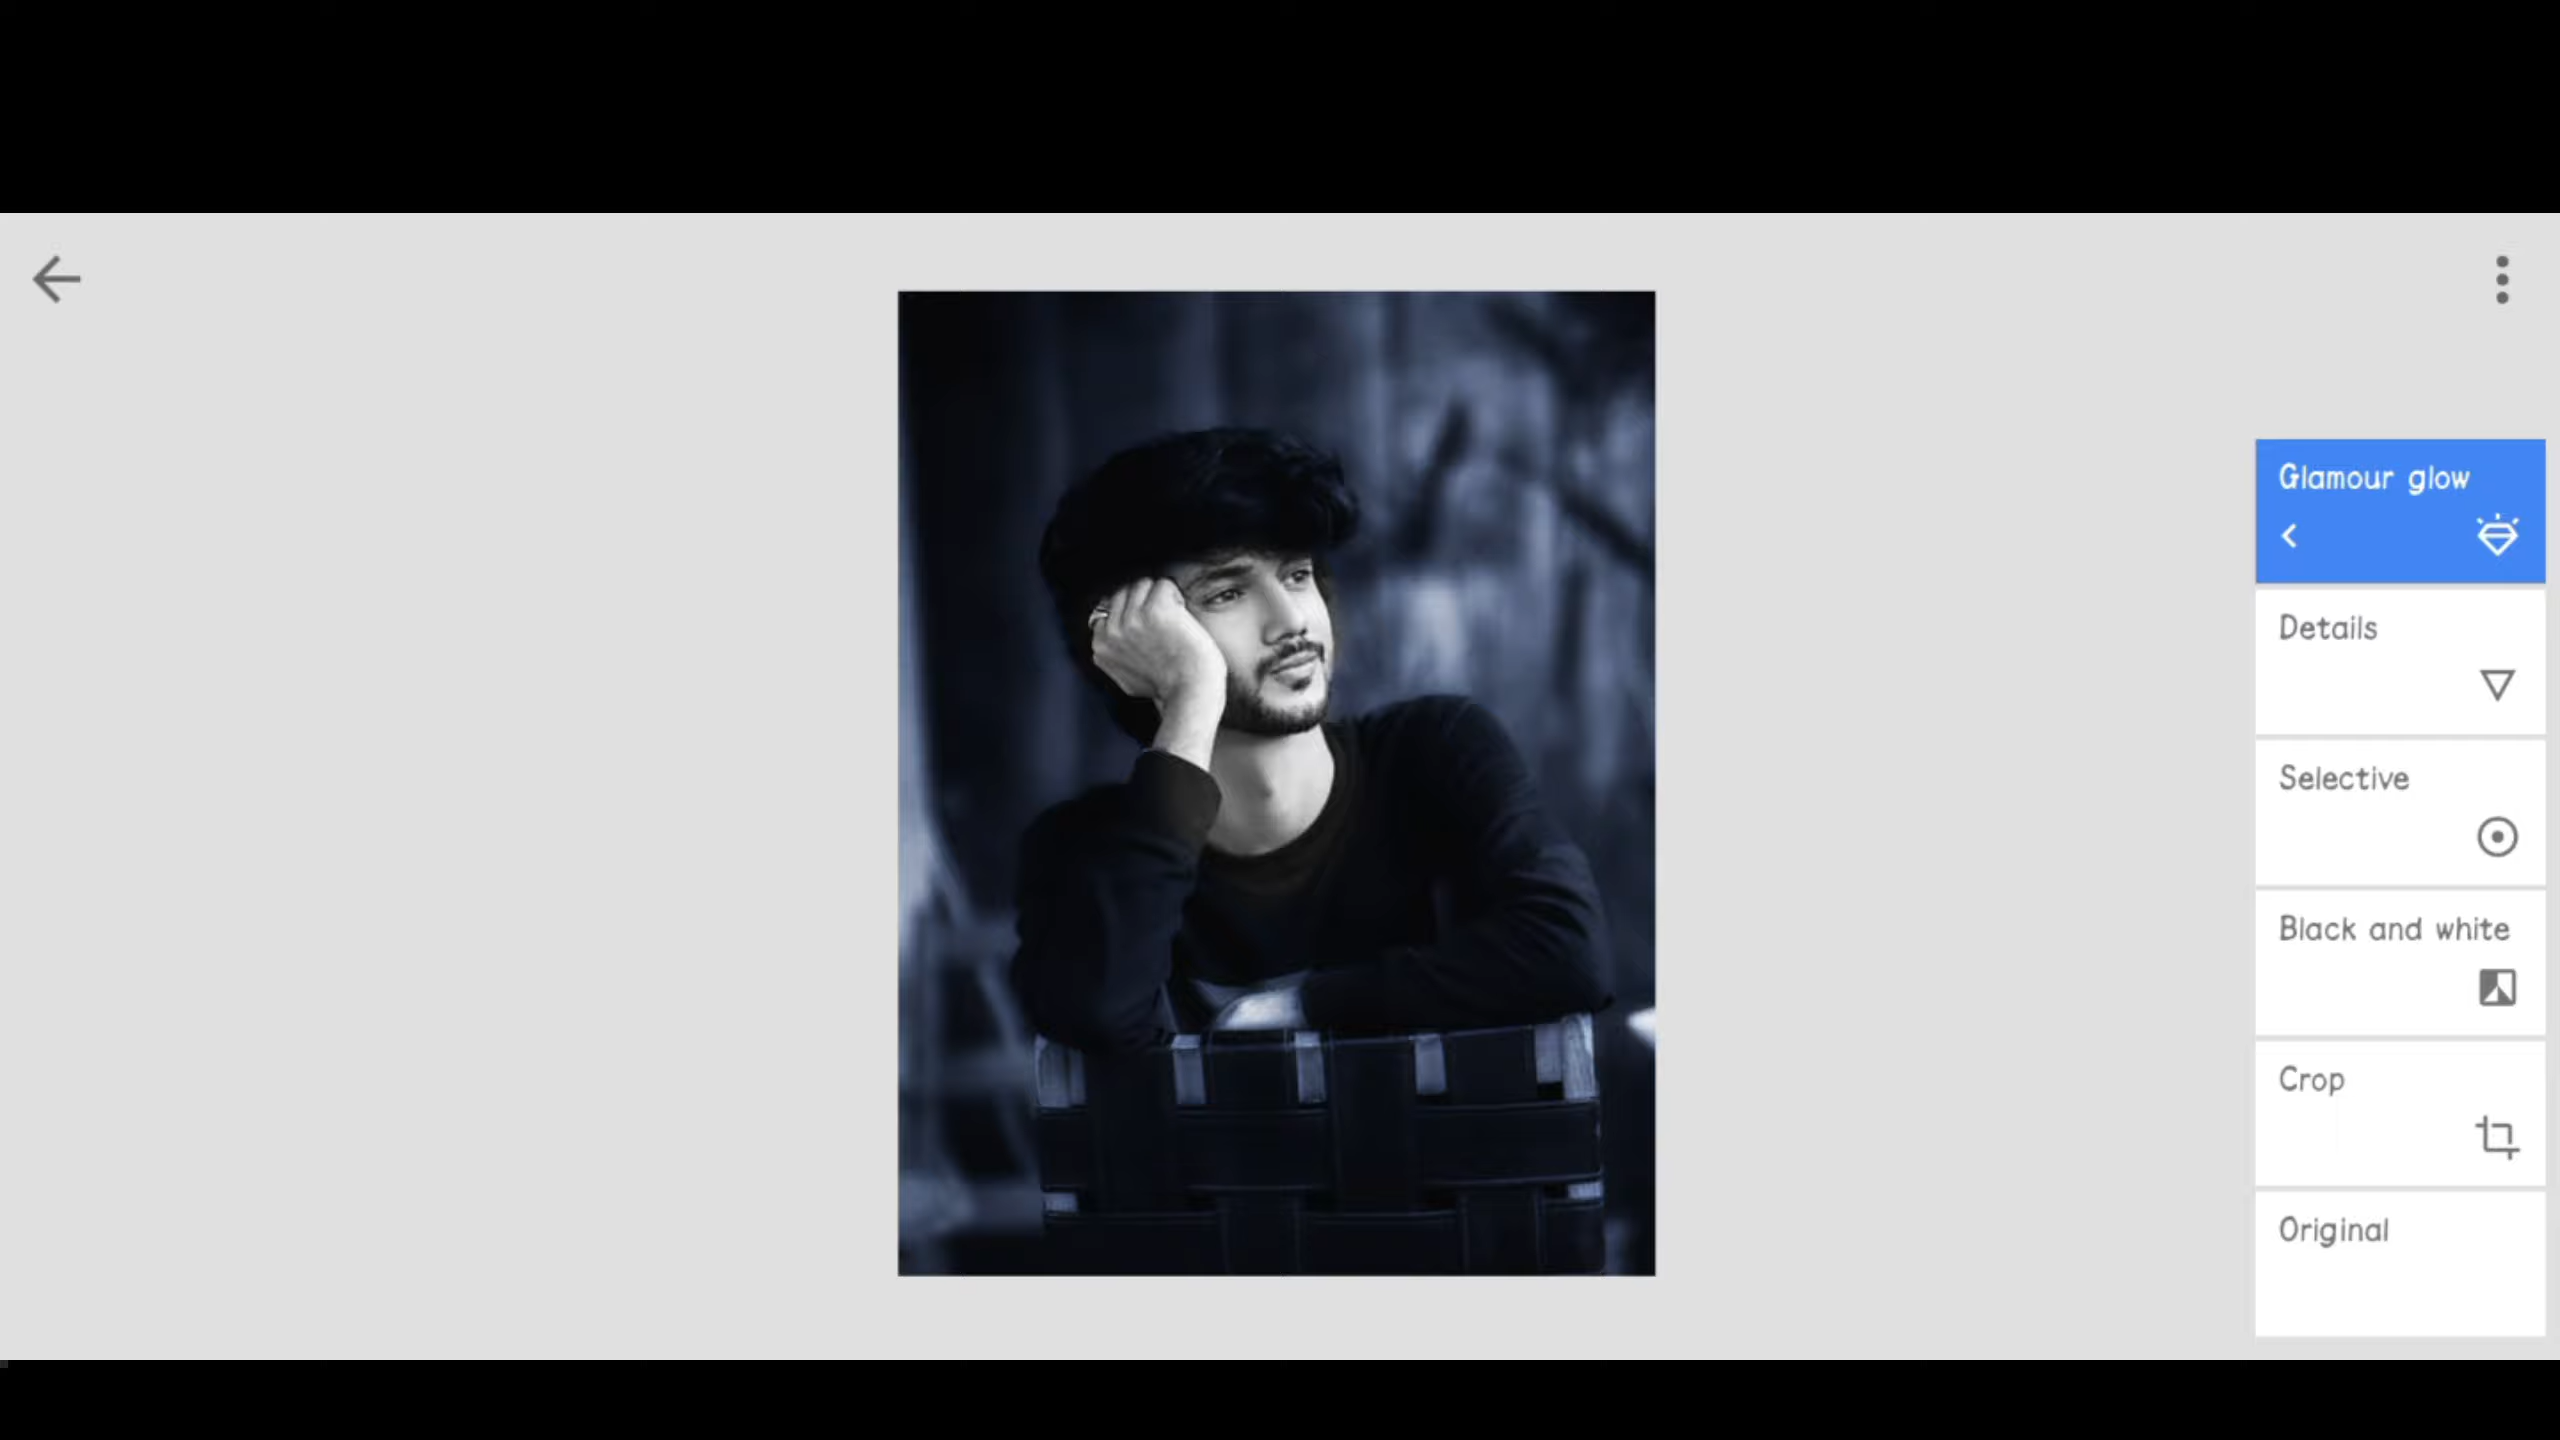 Glamour glow
Details
Selective
Black and white
Crop
Original